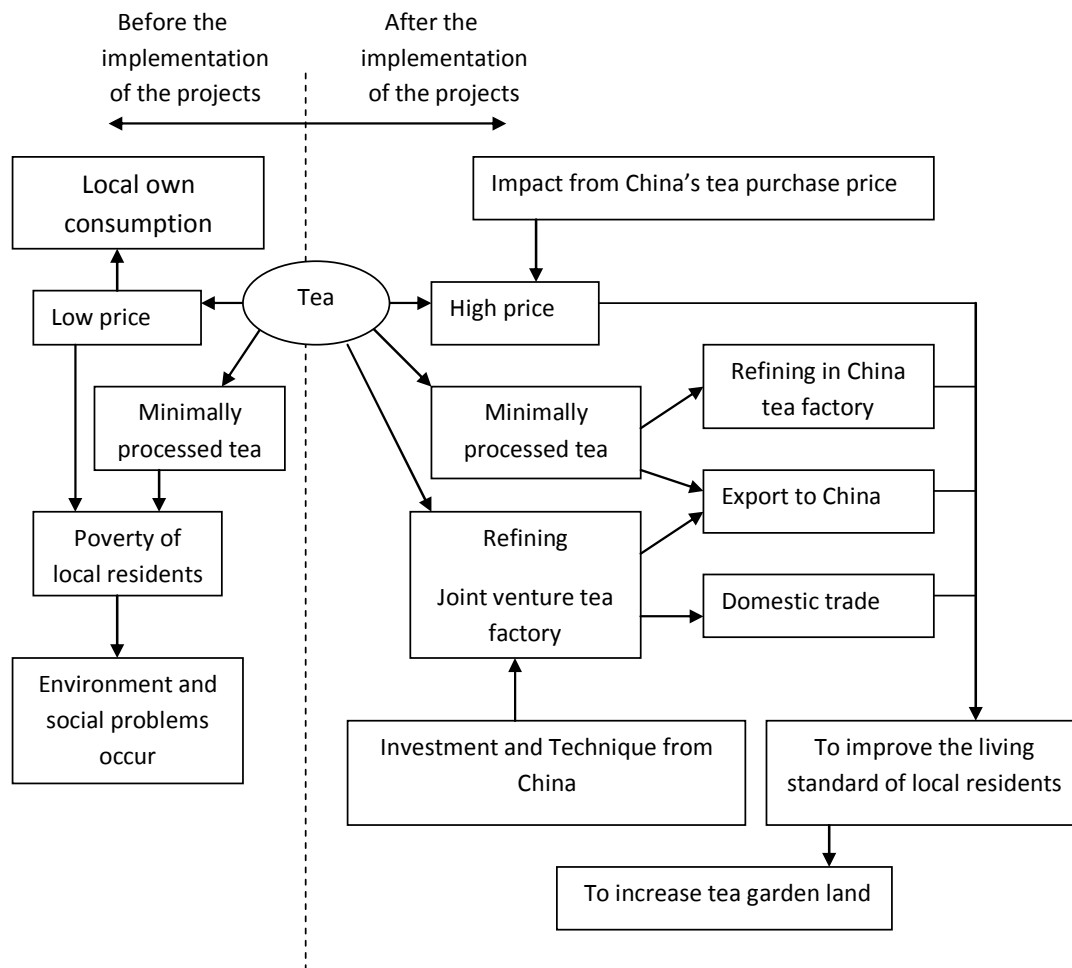 Before the
implementation
of the projects
After the
implementation
of the projects
Local own
consumption
Impact from China’s tea purchase price
Tea
Low price
High price
Minimally
processed tea
Minimally
processed tea
Refining in China
tea factory
Export to China
Poverty of
local residents
Refining
Joint venture tea
factory
Domestic trade
Environment and
social problems
occur
Investment and Technique from
China
To improve the living
standard of local residents
To increase tea garden land